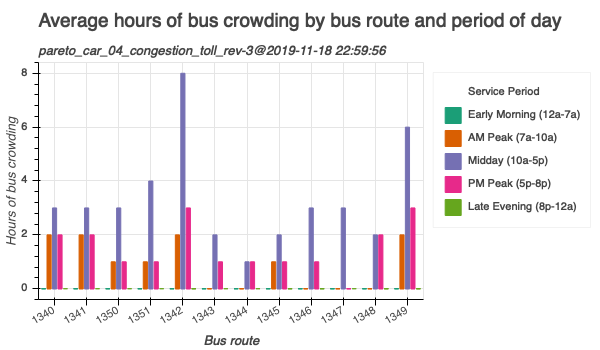 Average hours of bus crowding by bus route and period of day
pareto_car_04_congestion_toll_rev-3@2019-11-18 22:59:56
Hours of bus crowding
8
6
4
2
0
1340 1341 1350 1351 1342 1343 1344 1345 1346 1347 1348 1349
Bus route
Service Period
Early Morning (12a-7a)
AM Peak (7a-10a)
Midday (10a-5p)
PM Peak (5p-8p)
Late Evening (8p-12a)